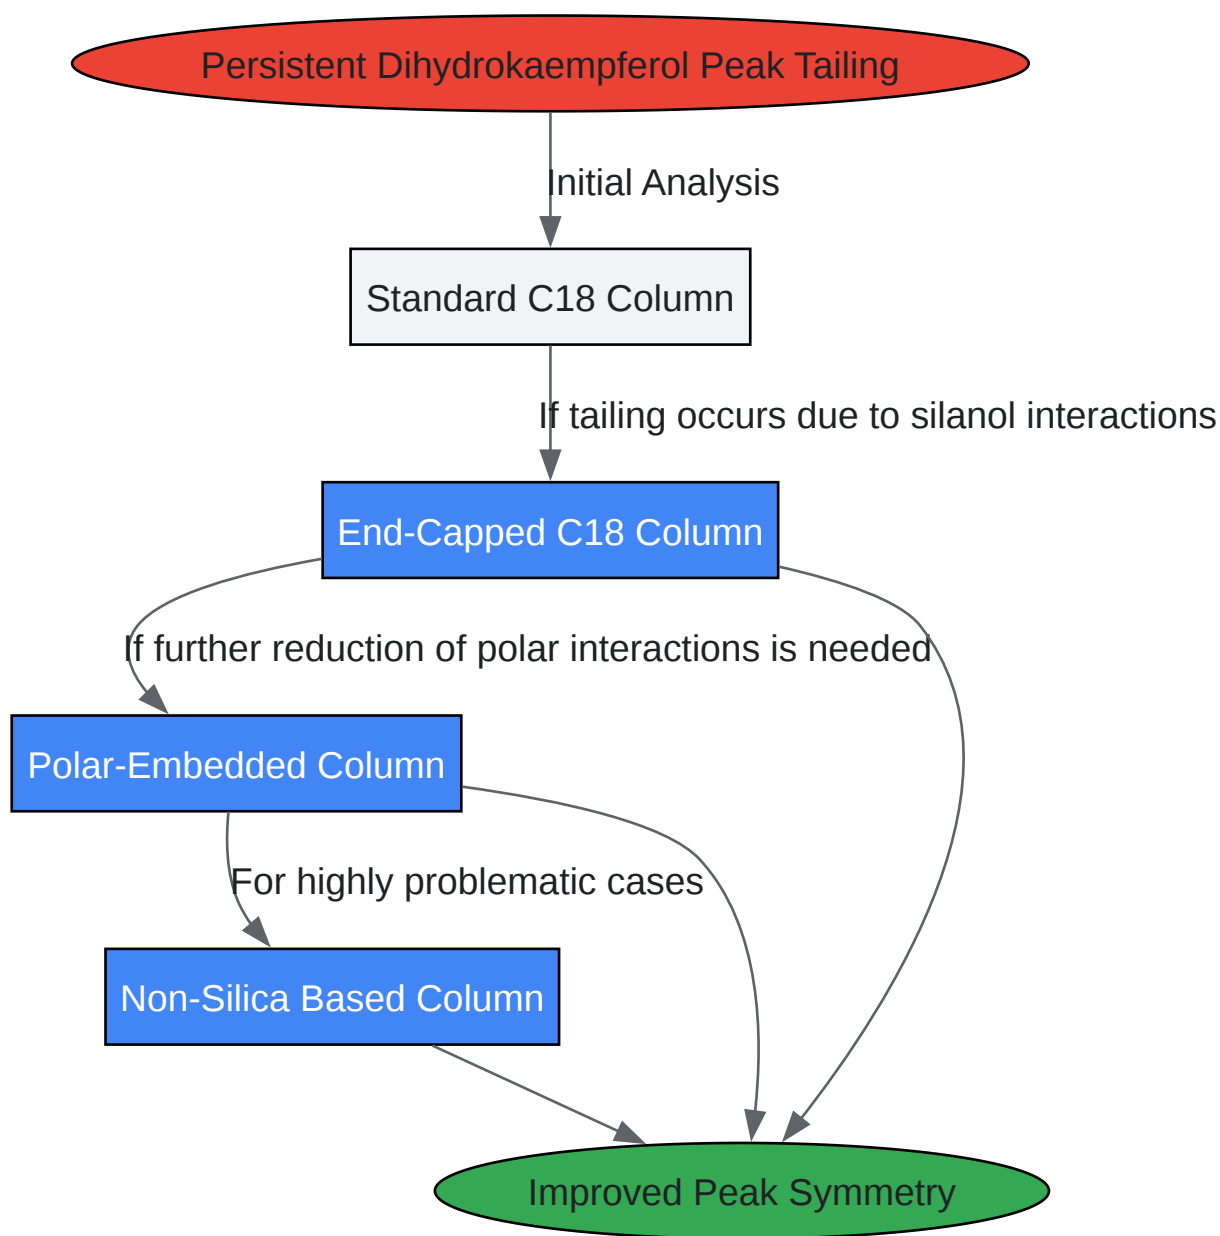 Persistent Dihydrokaempferol Peak Tailing
Initial Analysis
Standard C18 Column
If tailing occurs due to silanol interactions
End-Capped C18 Column
If further reduction of polar interactions is needed
Polar-Embedded Column
For highly problematic cases
Non-Silica Based Column
Improved Peak Symmetry